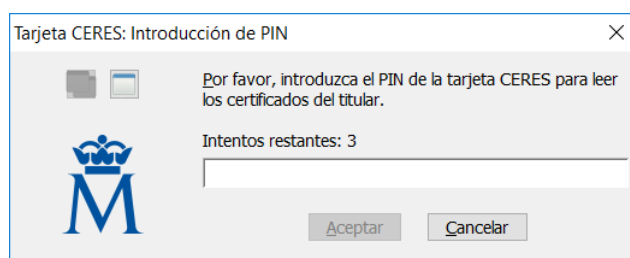 Tarjeta CERES: Introducción de PIN
Por favor, introduzca el PIN de la tarjeta CERES para leer
los certificados del titular.
Intentos restantes: 3
M
Aceptar
Cancelar